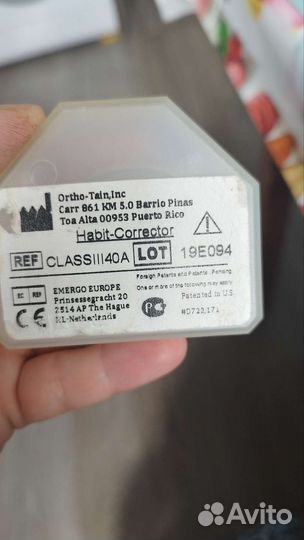 Ortho-Tain,Inc
Carr 861 KM 5.0 Barrio Pinas
Toa Alta 00953 Puerto Rico
Habit-Corrector
REF CLASSIII40A LOT 19E094
Foreign Patents and Patents Pending
One or more of the following may apply
Patented in U.S.
#D722,171
EC REP
EMERGO EUROPE
Prinsessegracht 20
2514 AP The Hague
NL-Netherlands
CE
Avito